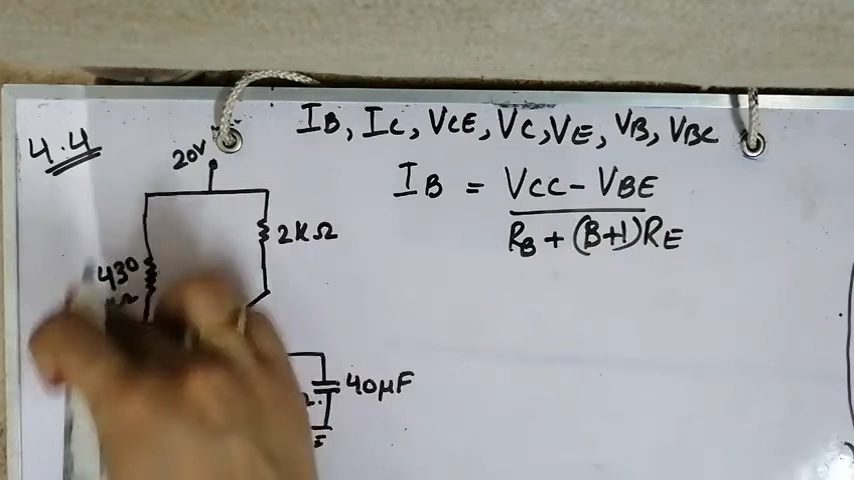 4.4
IB, IC, VCE, VC, VE, VB, VBC
20V
IB = VCC - VBE
RB + (B+1)RE
2KΩ
430
40μF